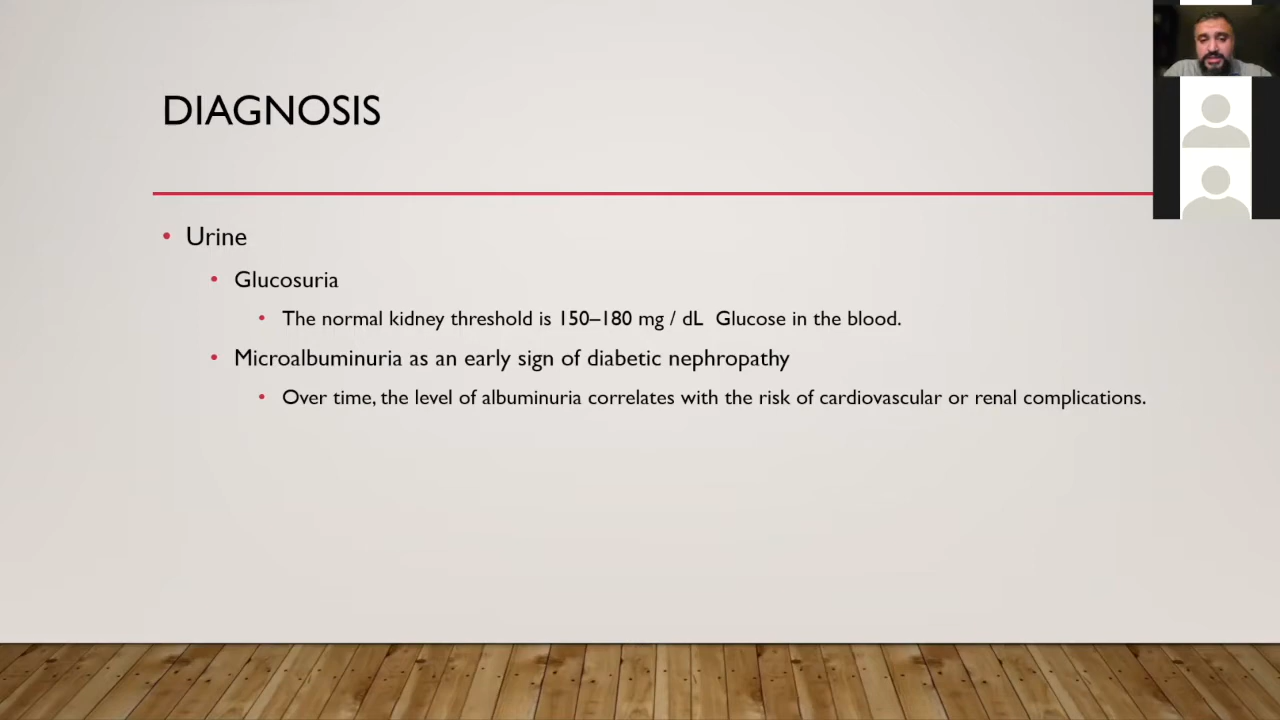 DIAGNOSIS
• Urine
• Glucosuria
• The normal kidney threshold is 150–180 mg / dL  Glucose in the blood.
• Microalbuminuria as an early sign of diabetic nephropathy
• Over time, the level of albuminuria correlates with the risk of cardiovascular or renal complications.